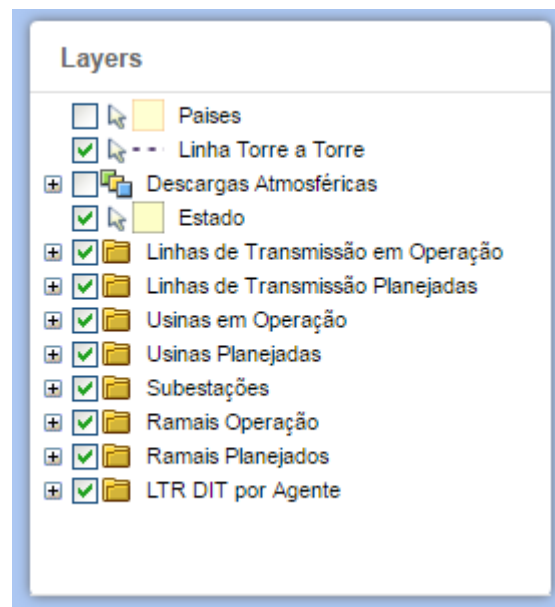 Layers
Paises
Linha Torre a Torre
Descargas Atmosféricas
Estado
Linhas de Transmissão em Operação
Linhas de Transmissão Planejadas
Usinas em Operação
Usinas Planejadas
Subestações
Ramais Operação
Ramais Planejados
LTR DIT por Agente